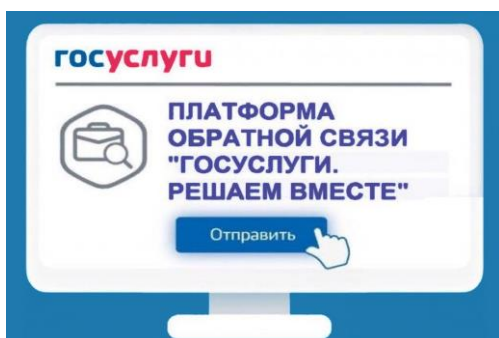 госуслуги
ПЛАТФОРМА
ОБРАТНОЙ СВЯЗИ
"ГОСУСЛУГИ.
РЕШАЕМ ВМЕСТЕ"
Отправить